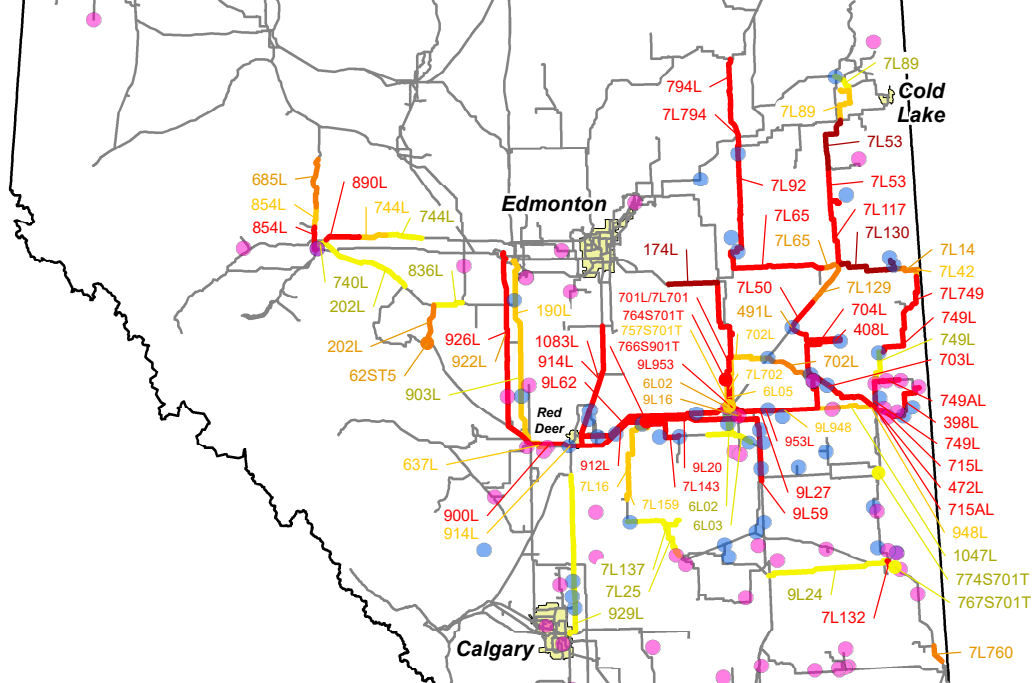 7L89
794L
Cold
Lake
7L794
7L89
7L53
685L
890L
7L92
7L53
854L
744L
744L
Edmonton
7L65
7L117
854L
7L65
7L130
174L
7L14
740L
836L
7L42
202L
701L/7L701
7L50
7L129
7L749
190L
764S701T
491L
704L
749L
926L
1083L
757S701T
702L
408L
749L
202L
922L
914L
766S901T
702L
703L
62ST5
9L62
9L953
7L702
903L
6L02
6L05
749AL
Red
Deer
9L16
398L
9L948
953L
749L
637L
912L
9L20
715L
7L16
7L143
9L27
472L
900L
7L159
6L02
9L59
715AL
914L
6L03
948L
1047L
7L137
774S701T
7L25
9L24
767S701T
929L
7L132
Calgary
7L760